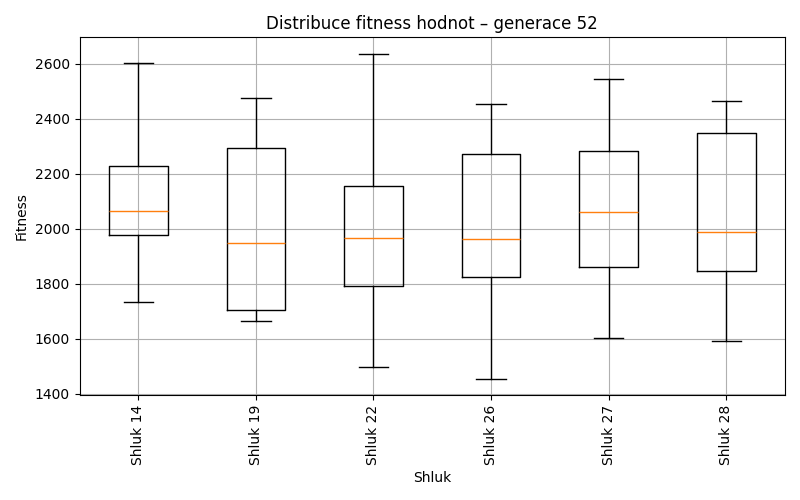 Distribuce fitness hodnot – generace 52
Fitness
2600
2400
2200
2000
1800
1600
1400
Shluk 14
Shluk 19
Shluk 22
Shluk 26
Shluk 27
Shluk 28
Shluk